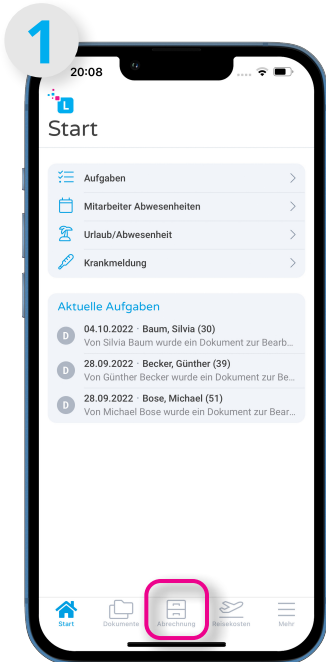 1
20:08
L
Start
Aufgaben
Mitarbeiter Abwesenheiten
Urlaub/Abwesenheit
Krankmeldung
Aktuelle Aufgaben
D
04.10.2022 · Baum, Silvia (30)
Von Silvia Baum wurde ein Dokument zur Bearb...
D
28.09.2022 · Becker, Günther (39)
Von Günther Becker wurde ein Dokument zur Be...
D
28.09.2022 · Bose, Michael (51)
Von Michael Bose wurde ein Dokument zur Bear...
Start Dokumente Abrechnung Reisekosten Mehr